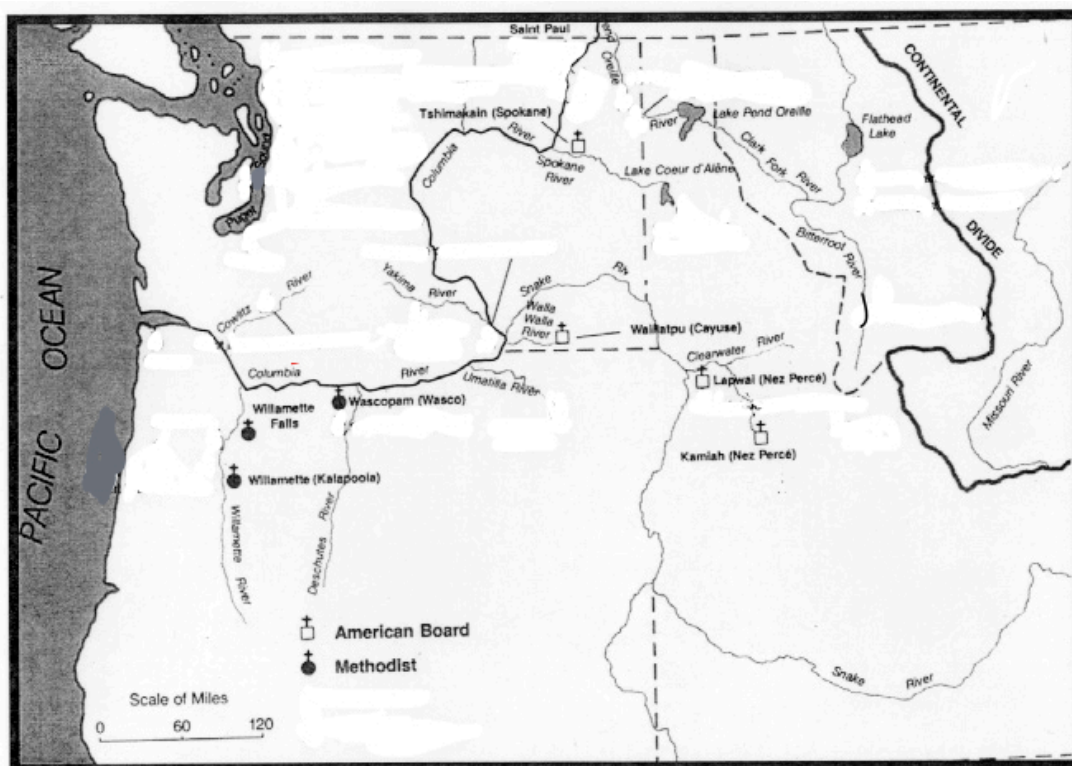 Saint Paul
Oreille
CONTINENTAL
Tshimakain (Spokane)
River
Lake Pond Oreille
River
Flathead
Lake
Columbia
Spokane
River
Lake Coeur d'Alène
Clark Fork River
Sound
Puget
Bitterroot
River
DIVIDE
Yakima River
Snake
Cowlitz River
Walla
Walla
River
Waiilatpu (Cayuse)
PACIFIC OCEAN
Clearwater
River
Columbia River
Umatilla River
Lapwai (Nez Percé)
Missouri River
Willamette
Falls
Wascopam (Wasco)
Kamiah (Nez Percé)
Willamette (Kalapooia)
Willamette River
Deschutes River
American Board
Methodist
Snake River
Scale of Miles
0 60 120